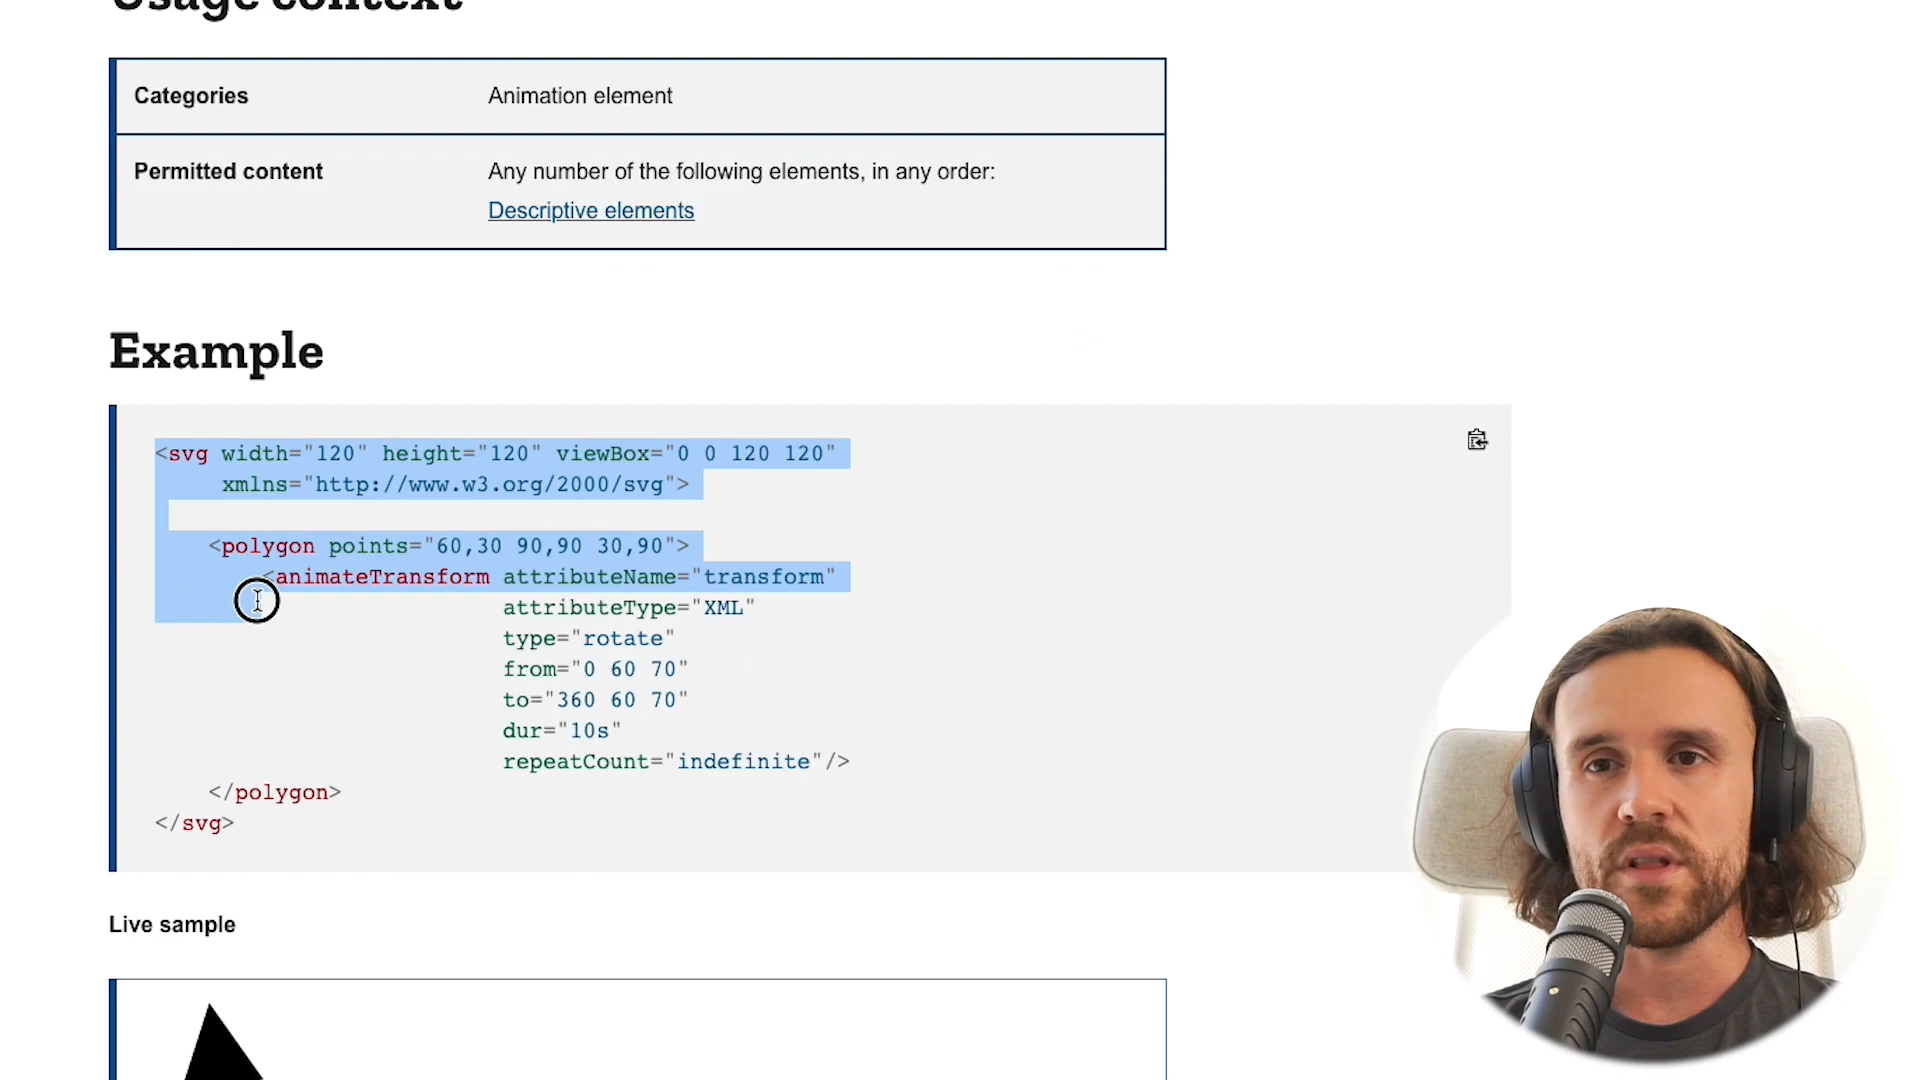 Usage context
Categories Animation element
Permitted content Any number of the following elements, in any order:
Descriptive elements
Example
<svg width="120" height="120" viewBox="0 0 120 120"
xmlns="http://www.w3.org/2000/svg">
<polygon points="60,30 90,90 30,90">
<animateTransform attributeName="transform"
attributeType="XML"
type="rotate"
from="0 60 70"
to="360 60 70"
dur="10s"
repeatCount="indefinite"/>
</polygon>
</svg>
Live sample